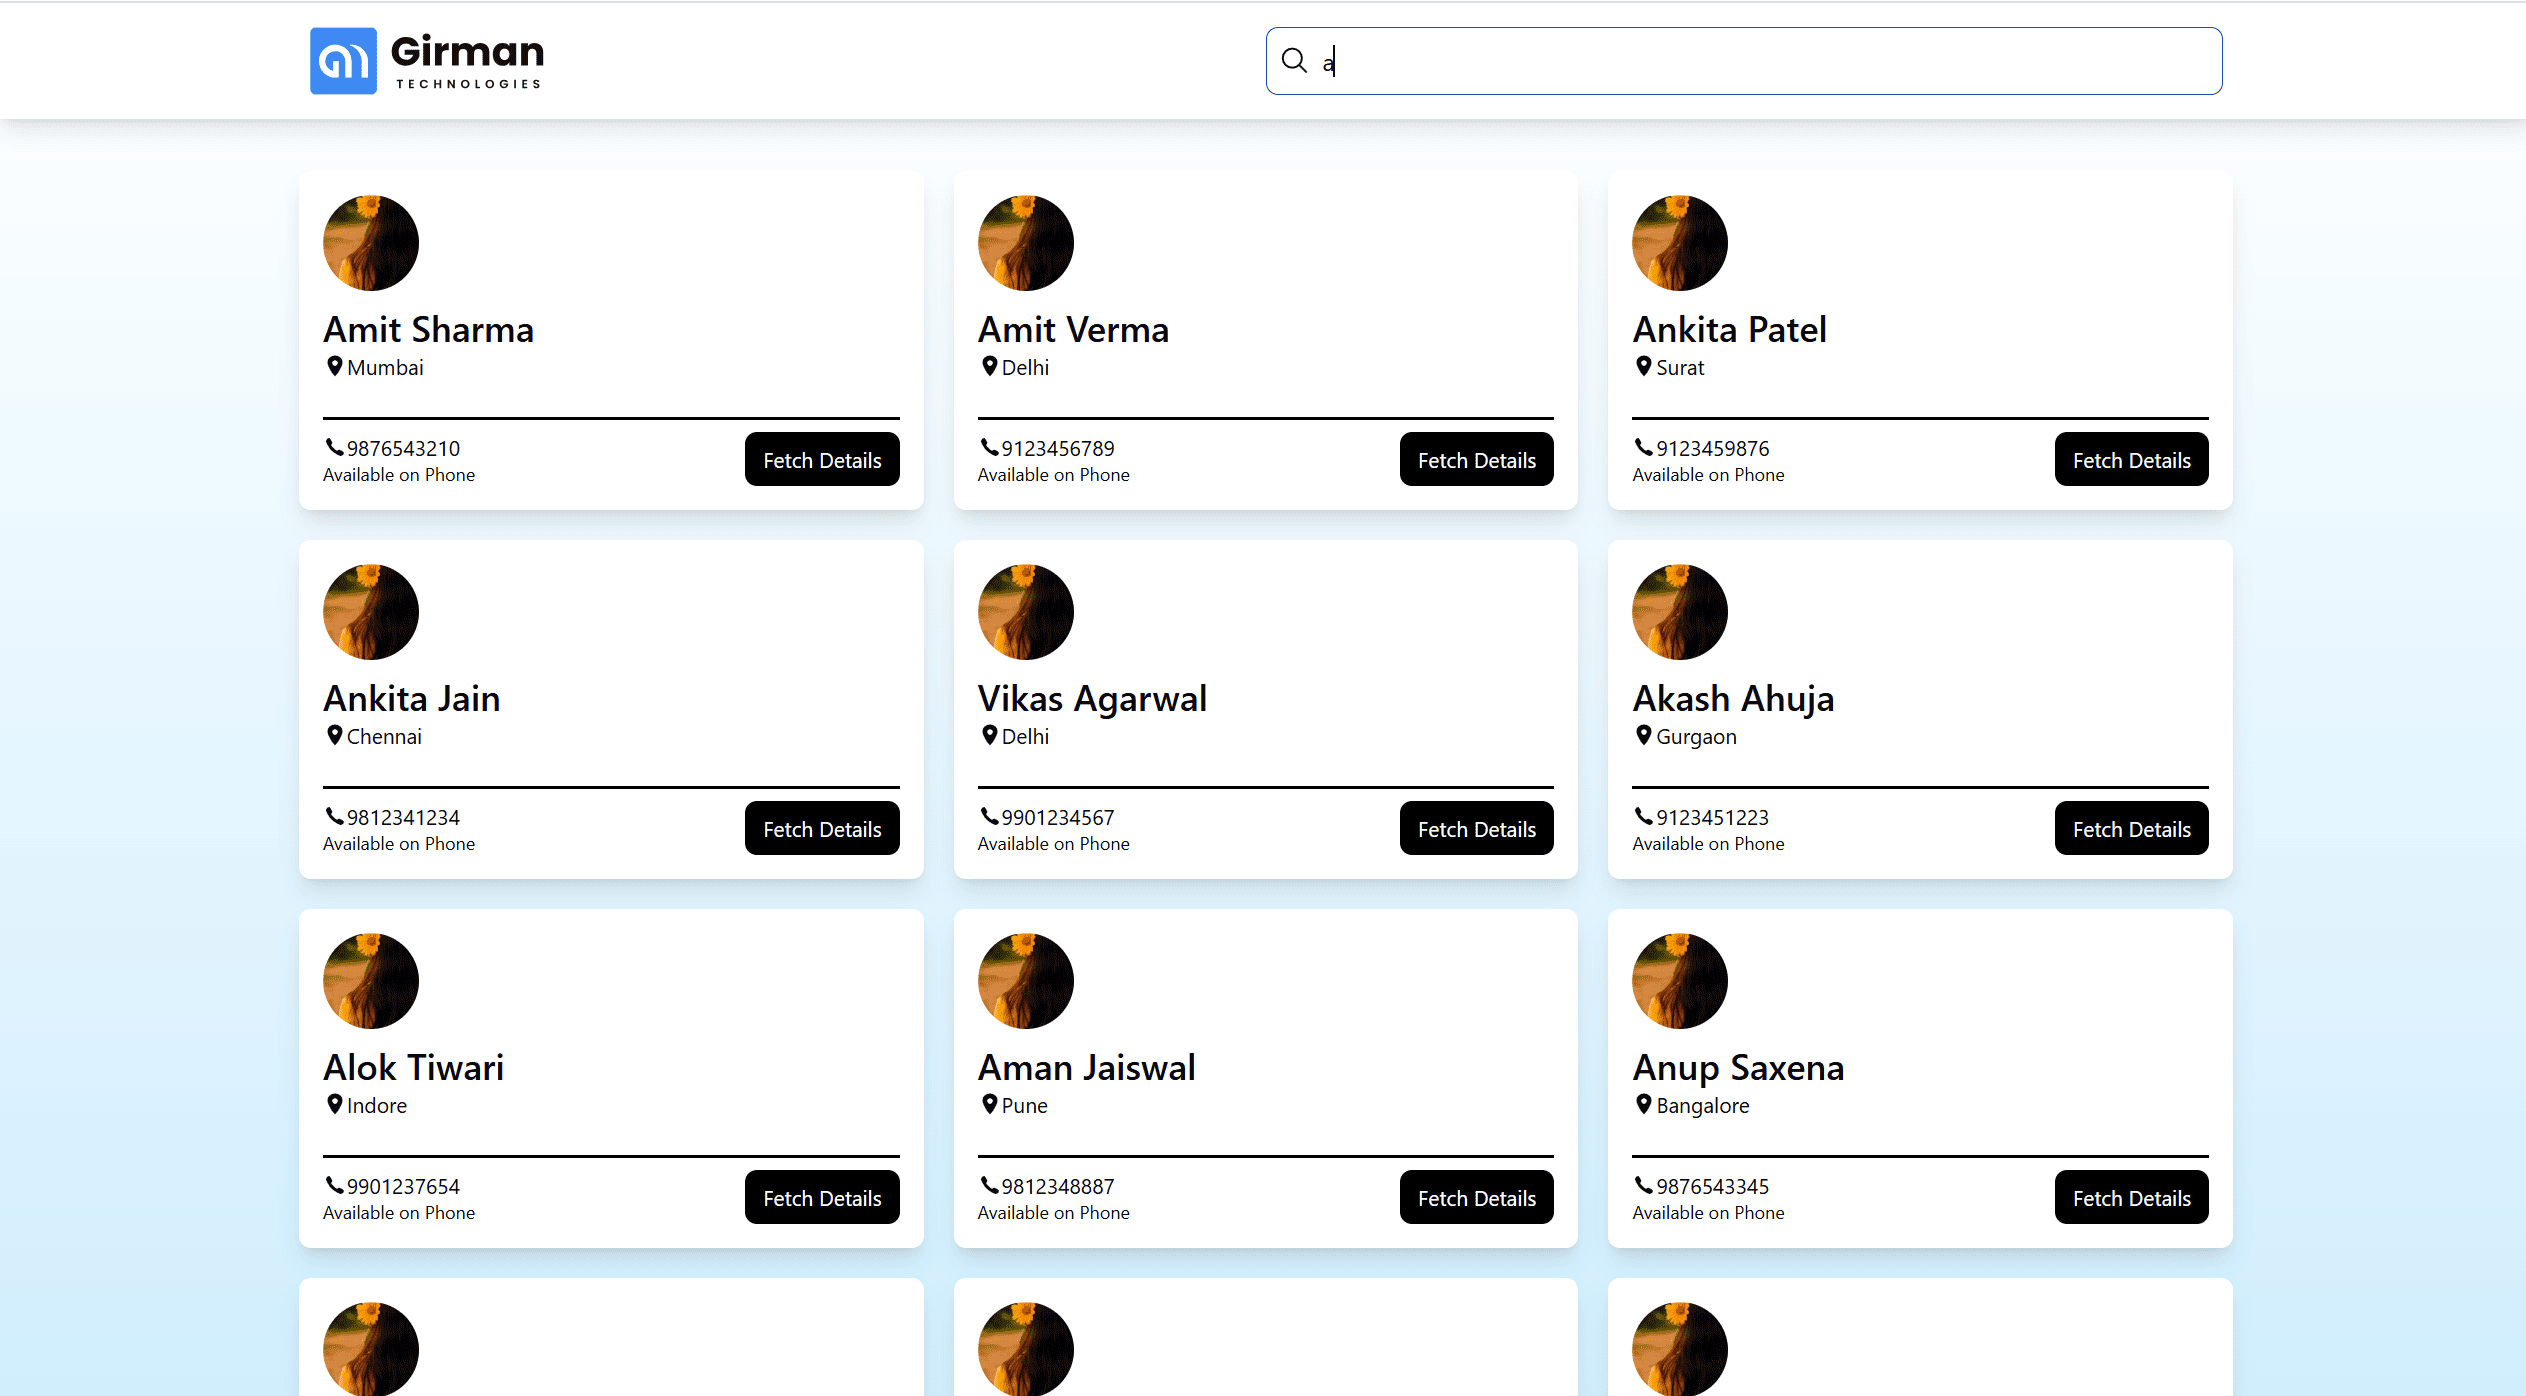 Girman
TECHNOLOGIES
a
Amit Sharma
Mumbai
9876543210
Available on Phone
Fetch Details
Amit Verma
Delhi
9123456789
Available on Phone
Fetch Details
Ankita Patel
Surat
9123459876
Available on Phone
Fetch Details
Ankita Jain
Chennai
9812341234
Available on Phone
Fetch Details
Vikas Agarwal
Delhi
9901234567
Available on Phone
Fetch Details
Akash Ahuja
Gurgaon
9123451223
Available on Phone
Fetch Details
Alok Tiwari
Indore
9901237654
Available on Phone
Fetch Details
Aman Jaiswal
Pune
9812348887
Available on Phone
Fetch Details
Anup Saxena
Bangalore
9876543345
Available on Phone
Fetch Details